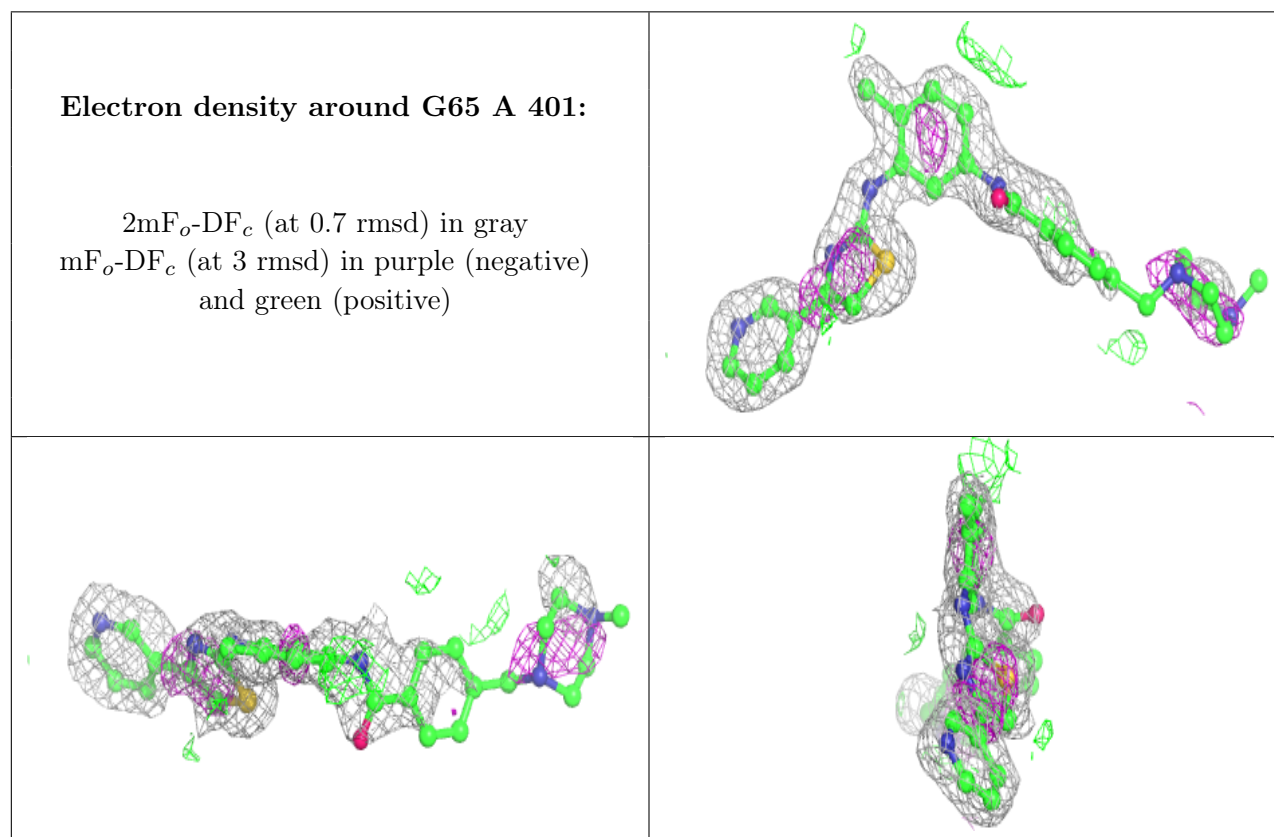 Electron density around G65 A 401:
2mFo-DFc (at 0.7 rmsd) in gray
mFo-DFc (at 3 rmsd) in purple (negative)
and green (positive)